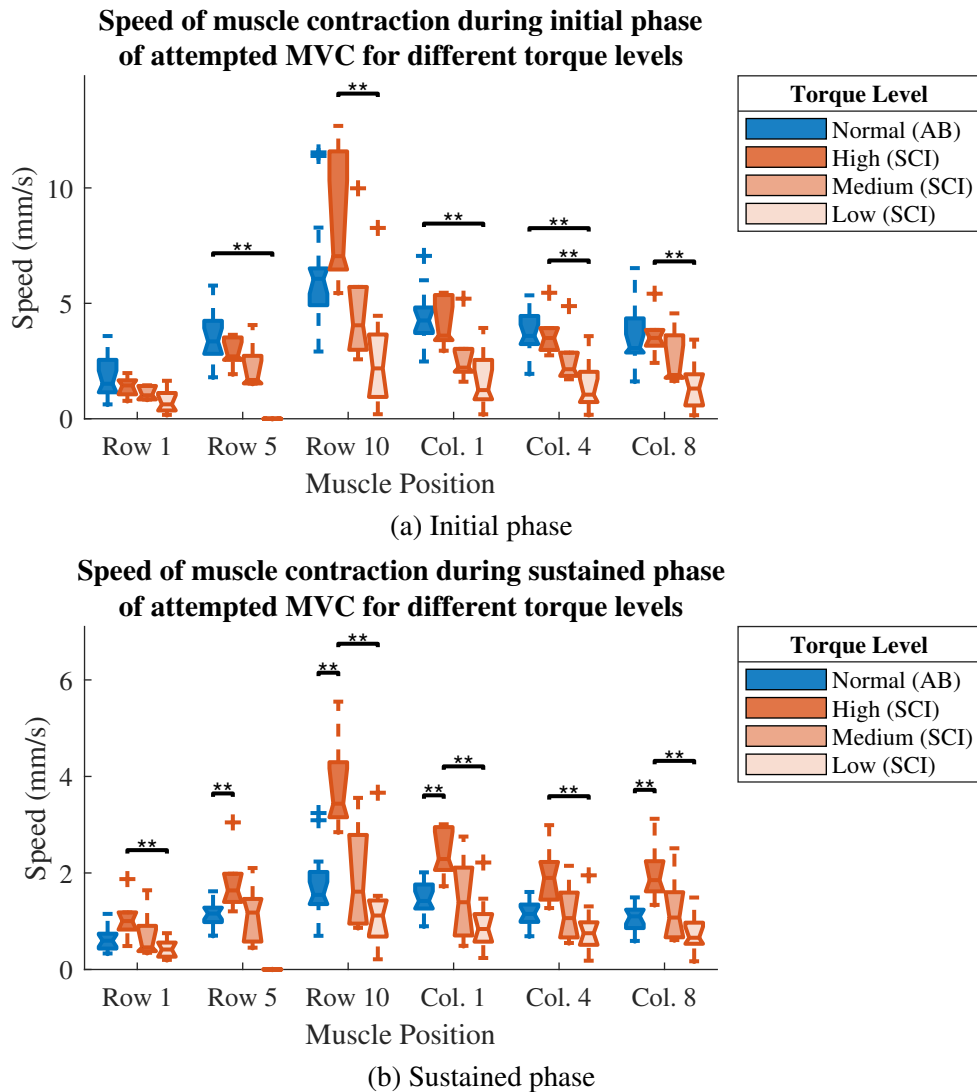 Speed of muscle contraction during initial phase
of attempted MVC for different torque levels
Speed (mm/s)
10
5
0
**
**
**
**
**
**
Row 1 Row 5 Row 10 Col. 1 Col. 4 Col. 8
Muscle Position
Torque Level
Normal (AB)
High (SCI)
Medium (SCI)
Low (SCI)
(a) Initial phase
Speed of muscle contraction during sustained phase
of attempted MVC for different torque levels
Speed (mm/s)
6
4
2
0
**
**
**
**
**
**
**
**
**
Row 1 Row 5 Row 10 Col. 1 Col. 4 Col. 8
Muscle Position
Torque Level
Normal (AB)
High (SCI)
Medium (SCI)
Low (SCI)
(b) Sustained phase